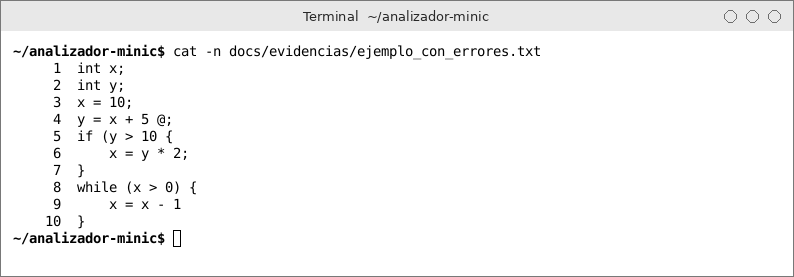 Terminal  ~/analizador-minic
~/analizador-minic$ cat -n docs/evidencias/ejemplo_con_errores.txt
     1  int x;
     2  int y;
     3  x = 10;
     4  y = x + 5 @;
     5  if (y > 10 {
     6      x = y * 2;
     7  }
     8  while (x > 0) {
     9      x = x - 1
    10  }
~/analizador-minic$